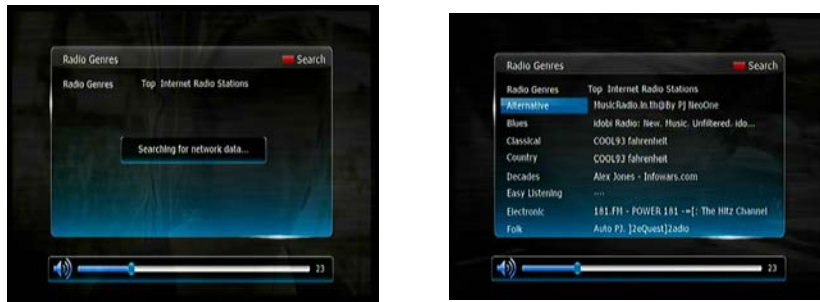 Radio Genres Search
Radio Genres Top Internet Radio Stations
Searching for network data...
23
Radio Genres Search
Radio Genres Top Internet Radio Stations
Alternative MusicRadio.in.th@By PJ NeoOne
Blues idobi Radio: New. Music. Unfiltered. ido...
Classical COOL93 fahrenheit
Country COOL93 fahrenheit
Decades Alex Jones - Infowars.com
Easy Listening ....
Electronic 181.FM - POWER 181 -=[: The Hitz Channel
Folk Auto PJ. ]2eQuest]2adio
23